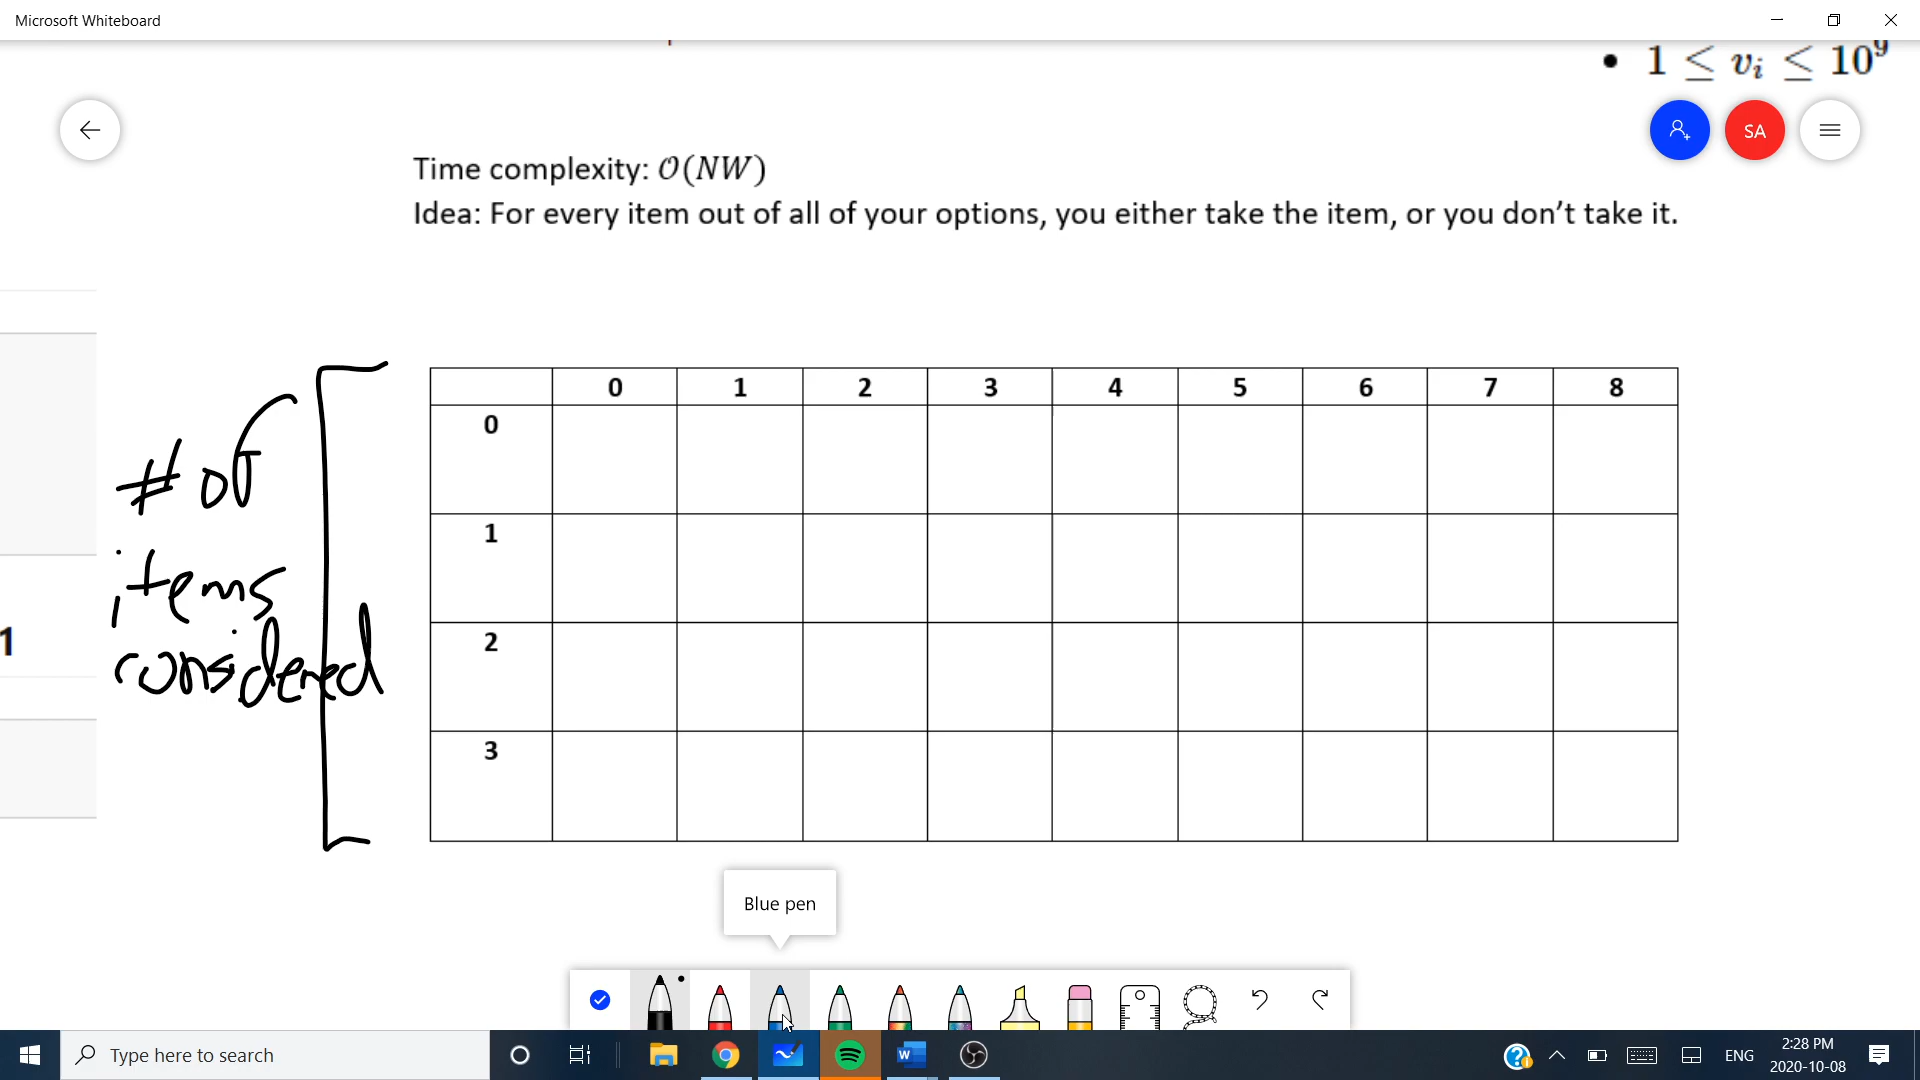 Microsoft Whiteboard
• 1 ≤ vᵢ ≤ 10⁹
SA
Time complexity: O(NW)
Idea: For every item out of all of your options, you either take the item, or you don't take it.
0 1 2 3 4 5 6 7 8
0
1
2
3
# of
items
considered
1
Blue pen
Type here to search
W
ENG
2:28 PM
2020-10-08